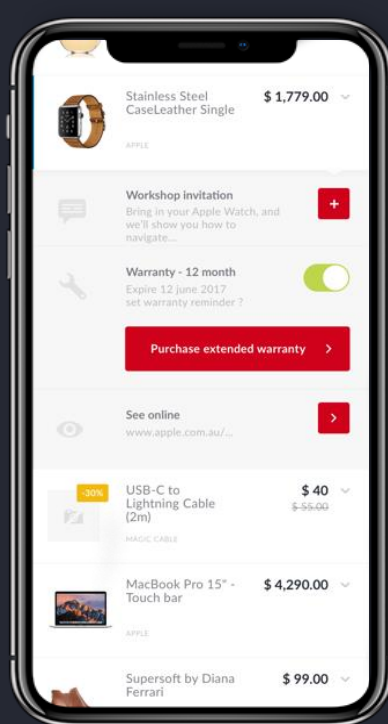 Stainless Steel
CaseLeather Single
$ 1,779.00
APPLE
Workshop invitation
Bring in your Apple Watch, and
we'll show you how to
navigate...
+
Warranty - 12 month
Expire 12 june 2017
set warranty reminder ?
Purchase extended warranty >
See online
www.apple.com.au/...
>
-30%
USB-C to
Lightning Cable
(2m)
$ 40
$ 55.00
MAGIC CABLE
MacBook Pro 15" -
Touch bar
$ 4,290.00
APPLE
Supersoft by Diana
Ferrari
$ 99.00